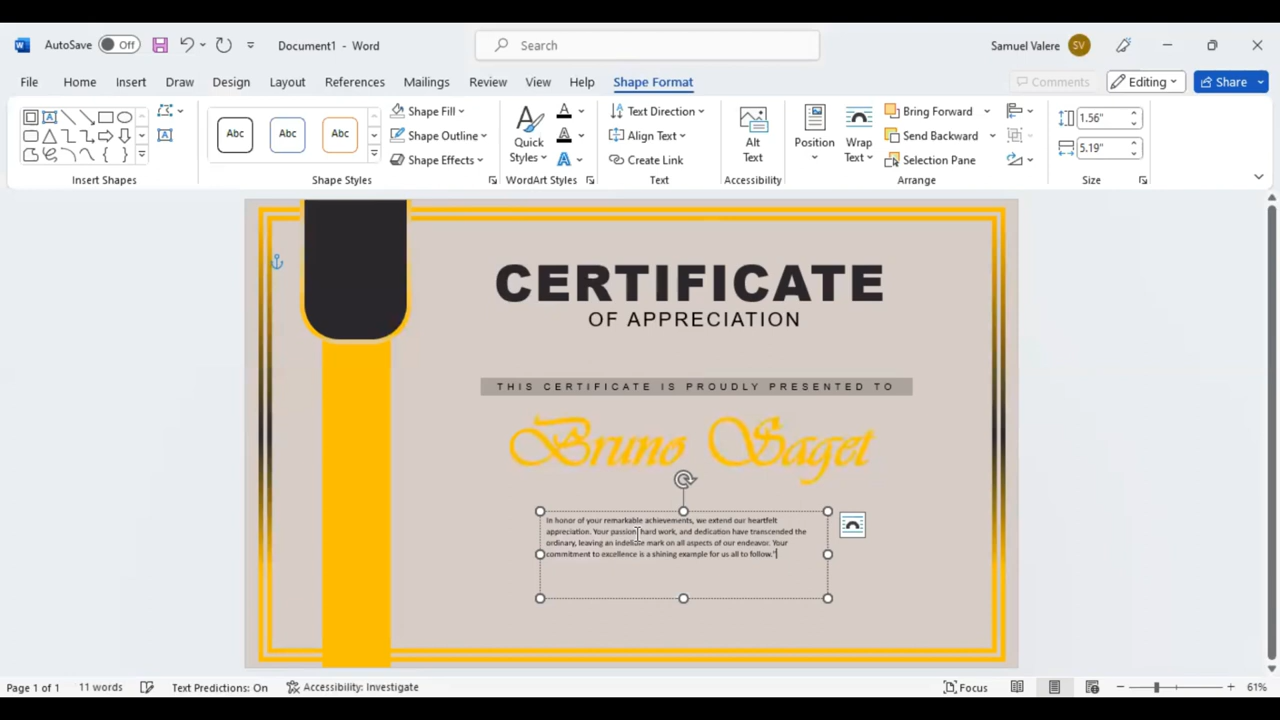 AutoSave Off Document1 - Word Search Samuel Valere SV
File Home Insert Draw Design Layout References Mailings Review View Help Shape Format Comments Editing Share
Abc Abc Abc
Shape Fill
Shape Outline
Shape Effects
Quick Styles
Text Direction
Align Text
Create Link
Alt Text
Position
Wrap Text
Bring Forward
Send Backward
Selection Pane
1.56"
5.19"
Insert Shapes Shape Styles WordArt Styles Text Accessibility Arrange Size
CERTIFICATE
OF APPRECIATION
THIS CERTIFICATE IS PROUDLY PRESENTED TO
Bruno Saget
In honor of your remarkable achievements, we extend our heartfelt
appreciation. Your passion, hard work, and dedication have transcended the
ordinary, leaving an indelible mark on all aspects of our endeavor. Your
commitment to excellence is a shining example for us all to follow."
Page 1 of 1 11 words Text Predictions: On Accessibility: Investigate Focus 61%